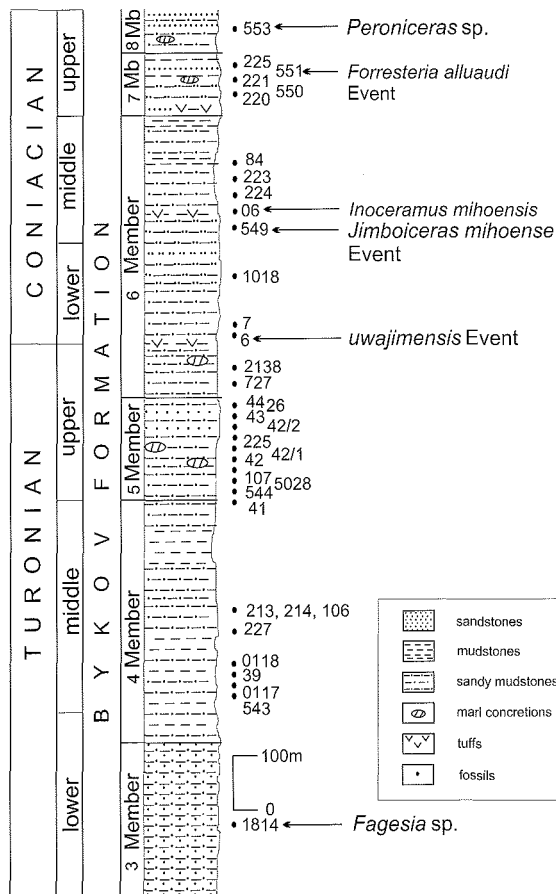 CONIACIAN
TURONIAN
upper
middle
lower
upper
middle
lower
BYKOV FORMATION
8 Mb
7 Mb
6 Member
5 Member
4 Member
3 Member
553 Peroniceras sp.
225
551 Forresteria alluaudi
Event
221
550
220
84
223
224
06 Inoceramus mihoensis
549 Jimboiceras mihoense
Event
1018
7
6 uwajimensis Event
2138
727
44 26
43
42/2
225
42/1
42
107 5028
544
41
213, 214, 106
227
0118
39
0117
543
100m
0
1814 Fagesia sp.
sandstones
mudstones
sandy mudstones
marl concretions
tuffs
fossils